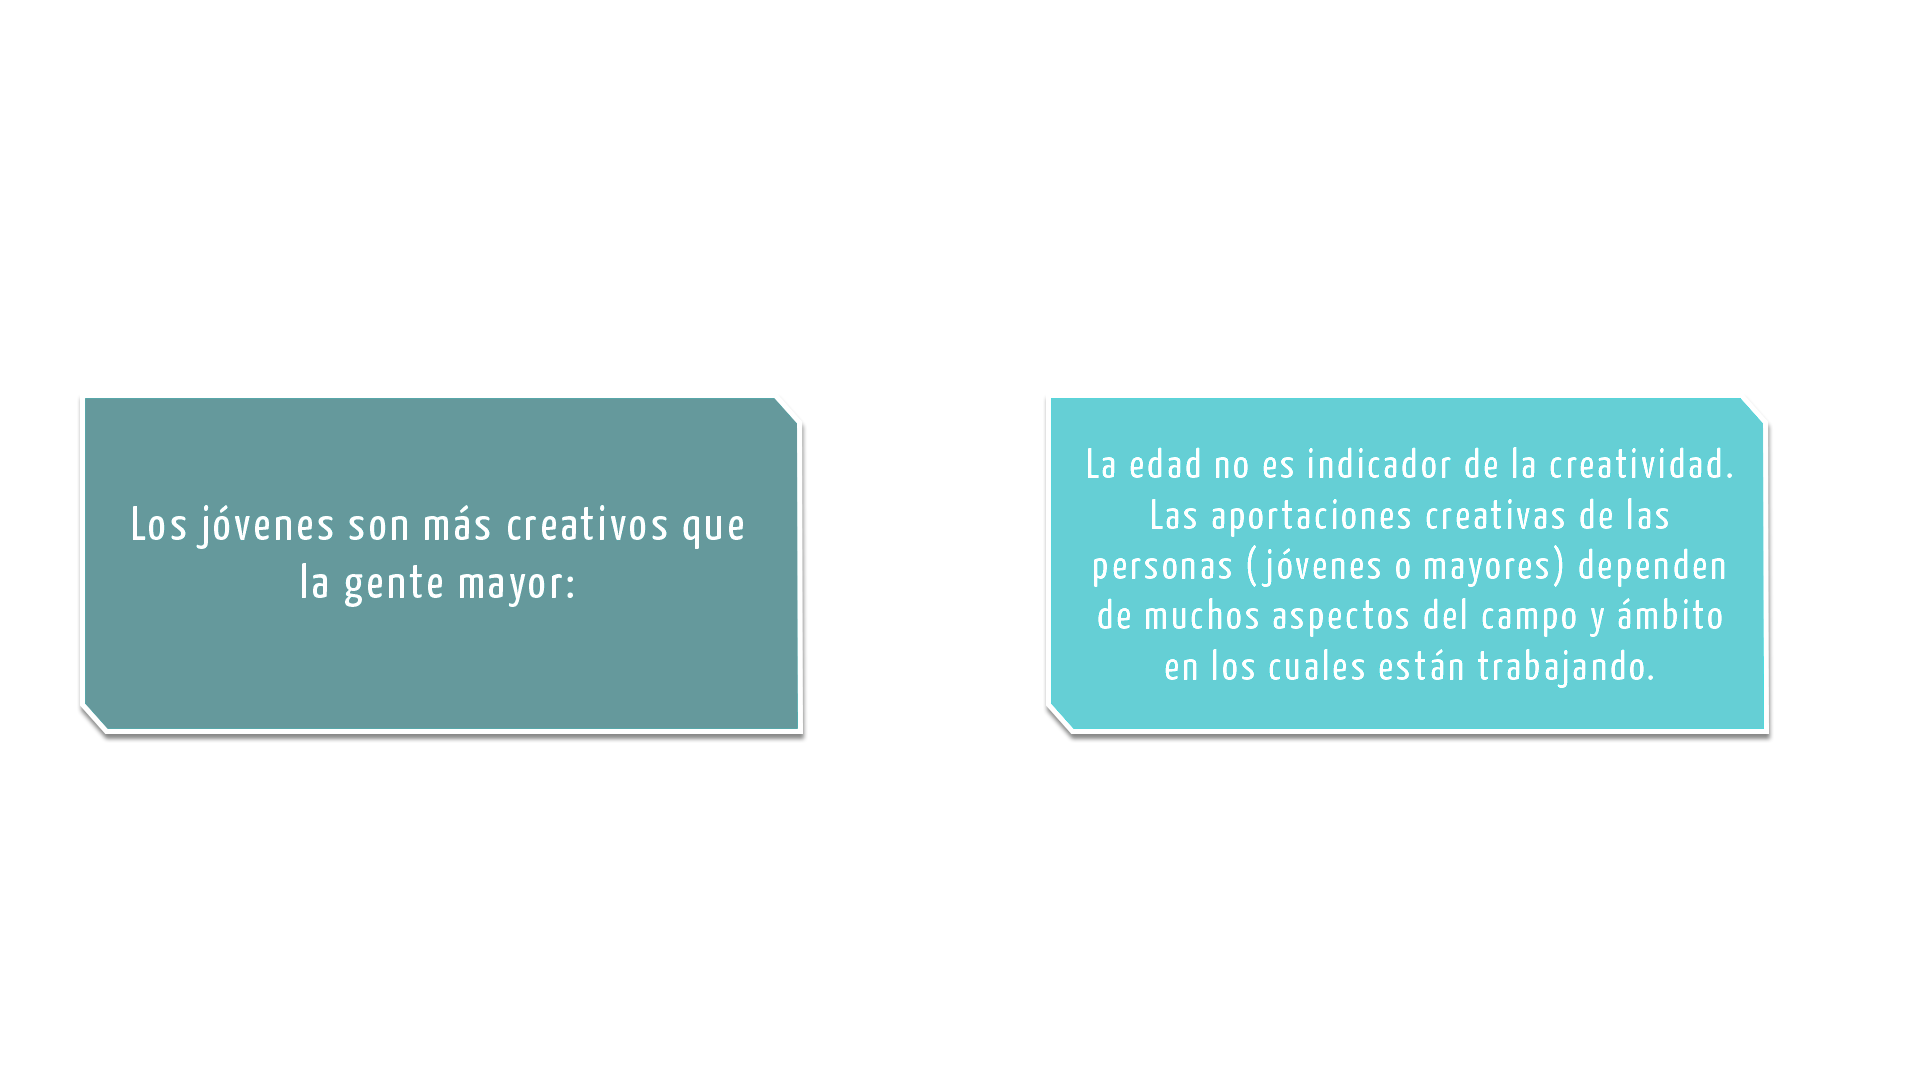 Los jóvenes son más creativos que
la gente mayor:
La edad no es indicador de la creatividad.
Las aportaciones creativas de las
personas (jóvenes o mayores) dependen
de muchos aspectos del campo y ámbito
en los cuales están trabajando.